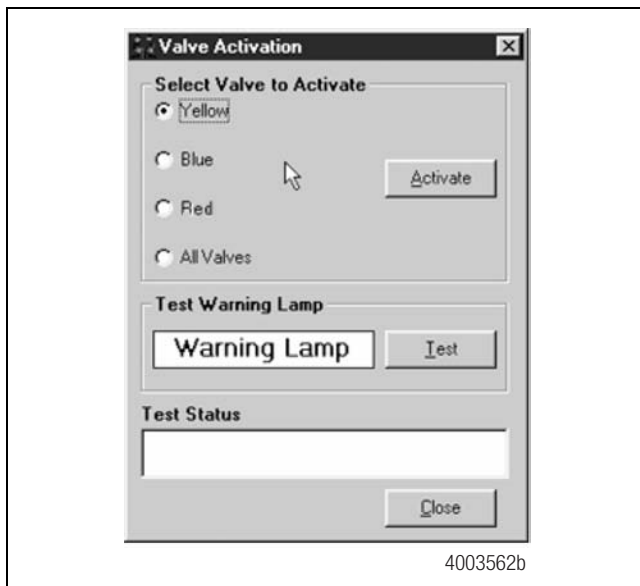 Valve Activation
Select Valve to Activate
Yellow
Blue
Activate
Red
All Valves
Test Warning Lamp
Warning Lamp
Test
Test Status
Close
4003562b